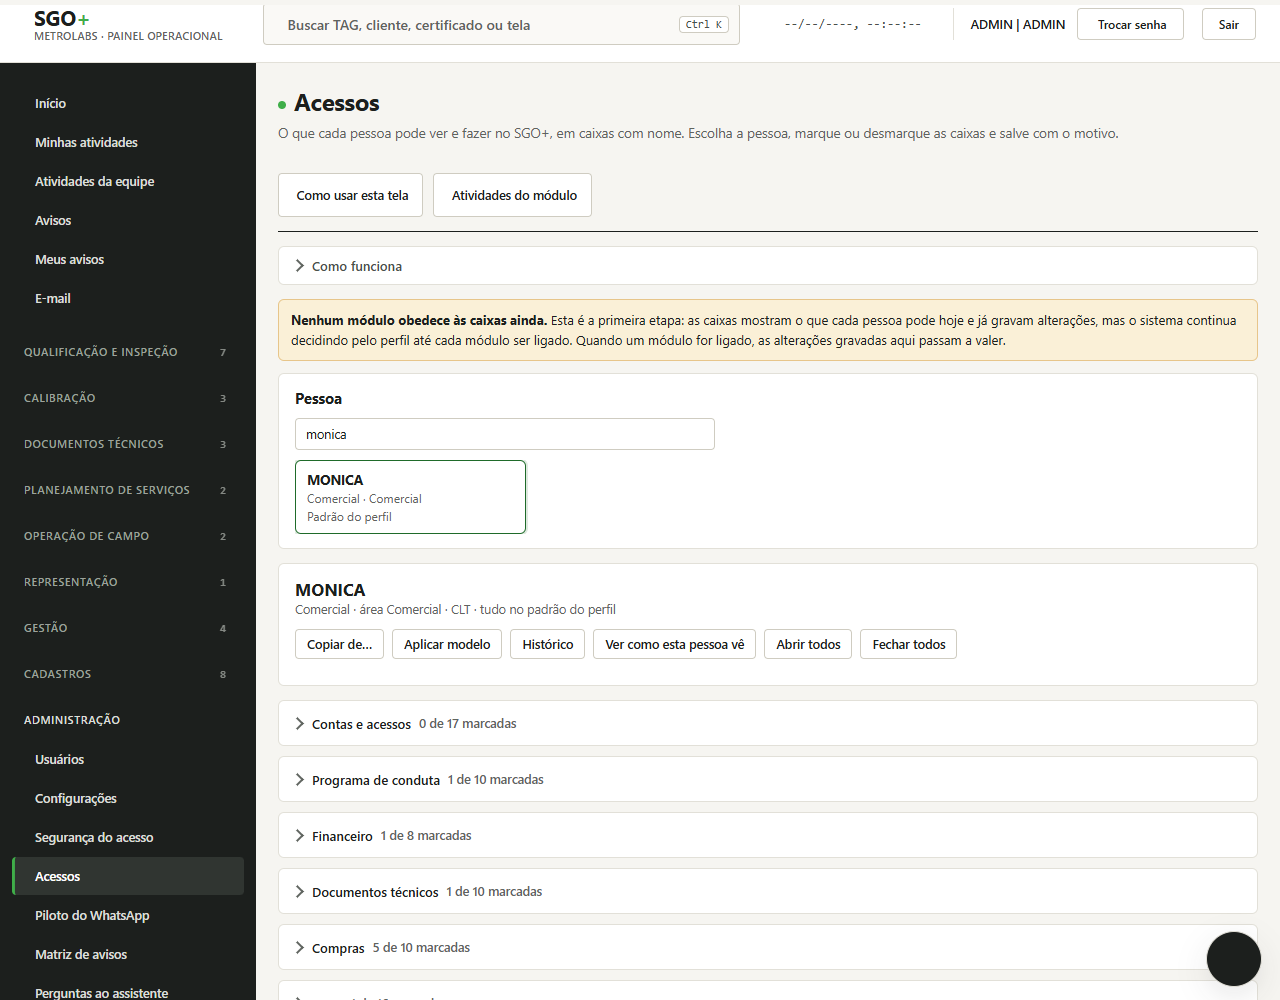 SGO+
METROLABS · PAINEL OPERACIONAL
Buscar TAG, cliente, certificado ou tela
Ctrl K
--/--/----, --:--:--
ADMIN | ADMIN
Trocar senha
Sair
Início
Minhas atividades
Atividades da equipe
Avisos
Meus avisos
E-mail
QUALIFICAÇÃO E INSPEÇÃO 7
CALIBRAÇÃO 3
DOCUMENTOS TÉCNICOS 3
PLANEJAMENTO DE SERVIÇOS 2
OPERAÇÃO DE CAMPO 2
REPRESENTAÇÃO 1
GESTÃO 4
CADASTROS 8
ADMINISTRAÇÃO
Usuários
Configurações
Segurança do acesso
Acessos
Piloto do WhatsApp
Matriz de avisos
Perguntas ao assistente
Acessos
O que cada pessoa pode ver e fazer no SGO+, em caixas com nome. Escolha a pessoa, marque ou desmarque as caixas e salve com o motivo.
Como usar esta tela
Atividades do módulo
Como funciona
Nenhum módulo obedece às caixas ainda. Esta é a primeira etapa: as caixas mostram o que cada pessoa pode hoje e já gravam alterações, mas o sistema continua
decidindo pelo perfil até cada módulo ser ligado. Quando um módulo for ligado, as alterações gravadas aqui passam a valer.
Pessoa
monica
MONICA
Comercial · Comercial
Padrão do perfil
MONICA
Comercial · área Comercial · CLT · tudo no padrão do perfil
Copiar de...
Aplicar modelo
Histórico
Ver como esta pessoa vê
Abrir todos
Fechar todos
Contas e acessos 0 de 17 marcadas
Programa de conduta 1 de 10 marcadas
Financeiro 1 de 8 marcadas
Documentos técnicos 1 de 10 marcadas
Compras 5 de 10 marcadas